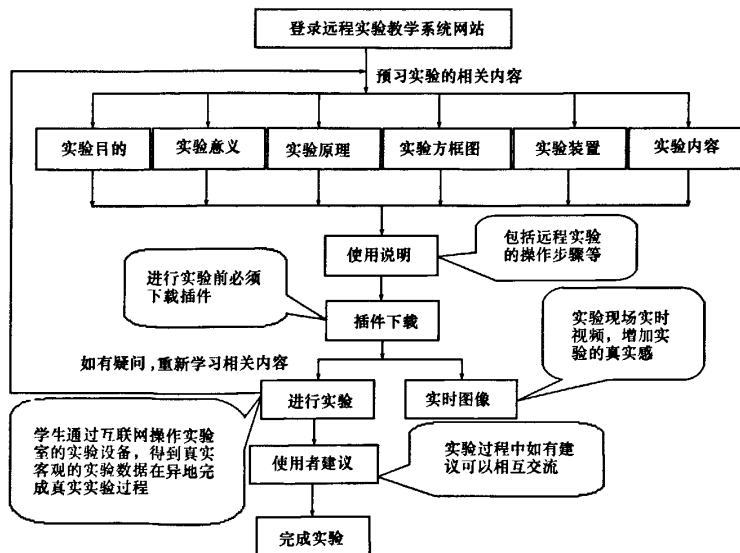 登录远程实验教学系统网站
预习实验的相关内容
实验目的
实验意义
实验原理
实验方框图
实验装置
实验内容
使用说明
包括远程实验
的操作步骤等
进行实验前必须
下载插件
插件下载
实验现场实时
视频，增加实
验的真实感
如有疑问，重新学习相关内容
进行实验
实时图像
学生通过互联网操作实验
室的实验设备，得到真实
客观的实验数据在异地完
成真实实验过程
使用者建议
实验过程中如有建
议可以相互交流
完成实验